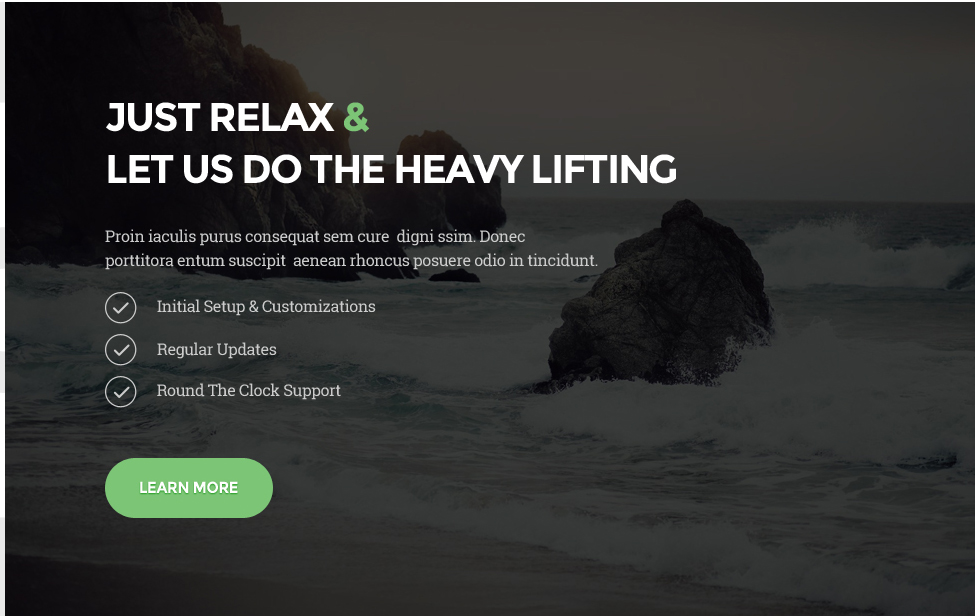 JUST RELAX &
LET US DO THE HEAVY LIFTING
Proin iaculis purus consequat sem cure  digni ssim. Donec
porttitora entum suscipit  aenean rhoncus posuere odio in tincidunt.
Initial Setup & Customizations
Regular Updates
Round The Clock Support
LEARN MORE